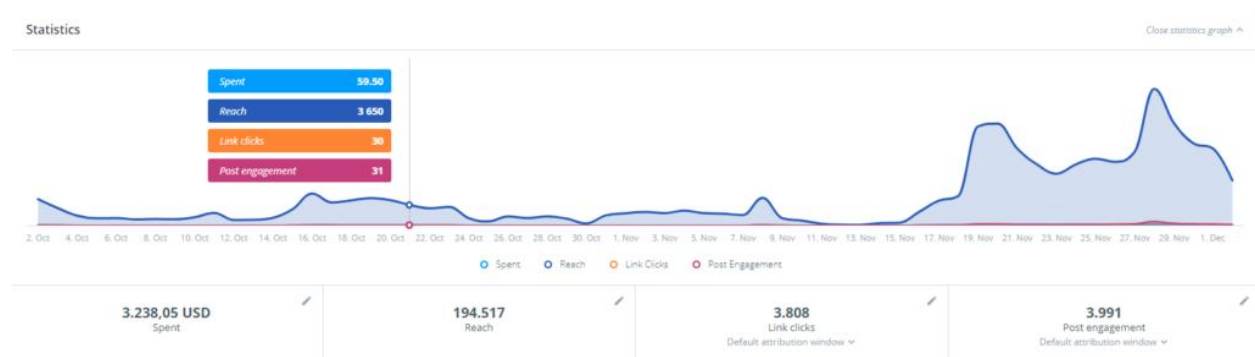 Statistics
Close statistics graph
Spent 59.50
Reach 3 650
Link clicks 30
Post engagement 31
2. Oct 4. Oct 6. Oct 8. Oct 10. Oct 12. Oct 14. Oct 16. Oct 18. Oct 20. Oct 22. Oct 24. Oct 26. Oct 28. Oct 30. Oct 1. Nov 3. Nov 5. Nov 7. Nov 9. Nov 11. Nov 13. Nov 15. Nov 17. Nov 19. Nov 21. Nov 23. Nov 25. Nov 27. Nov 29. Nov 1. Dec
Spent Reach Link Clicks Post Engagement
3.238,05 USD
Spent
194.517
Reach
3.808
Link clicks
Default attribution window
3.991
Post engagement
Default attribution window